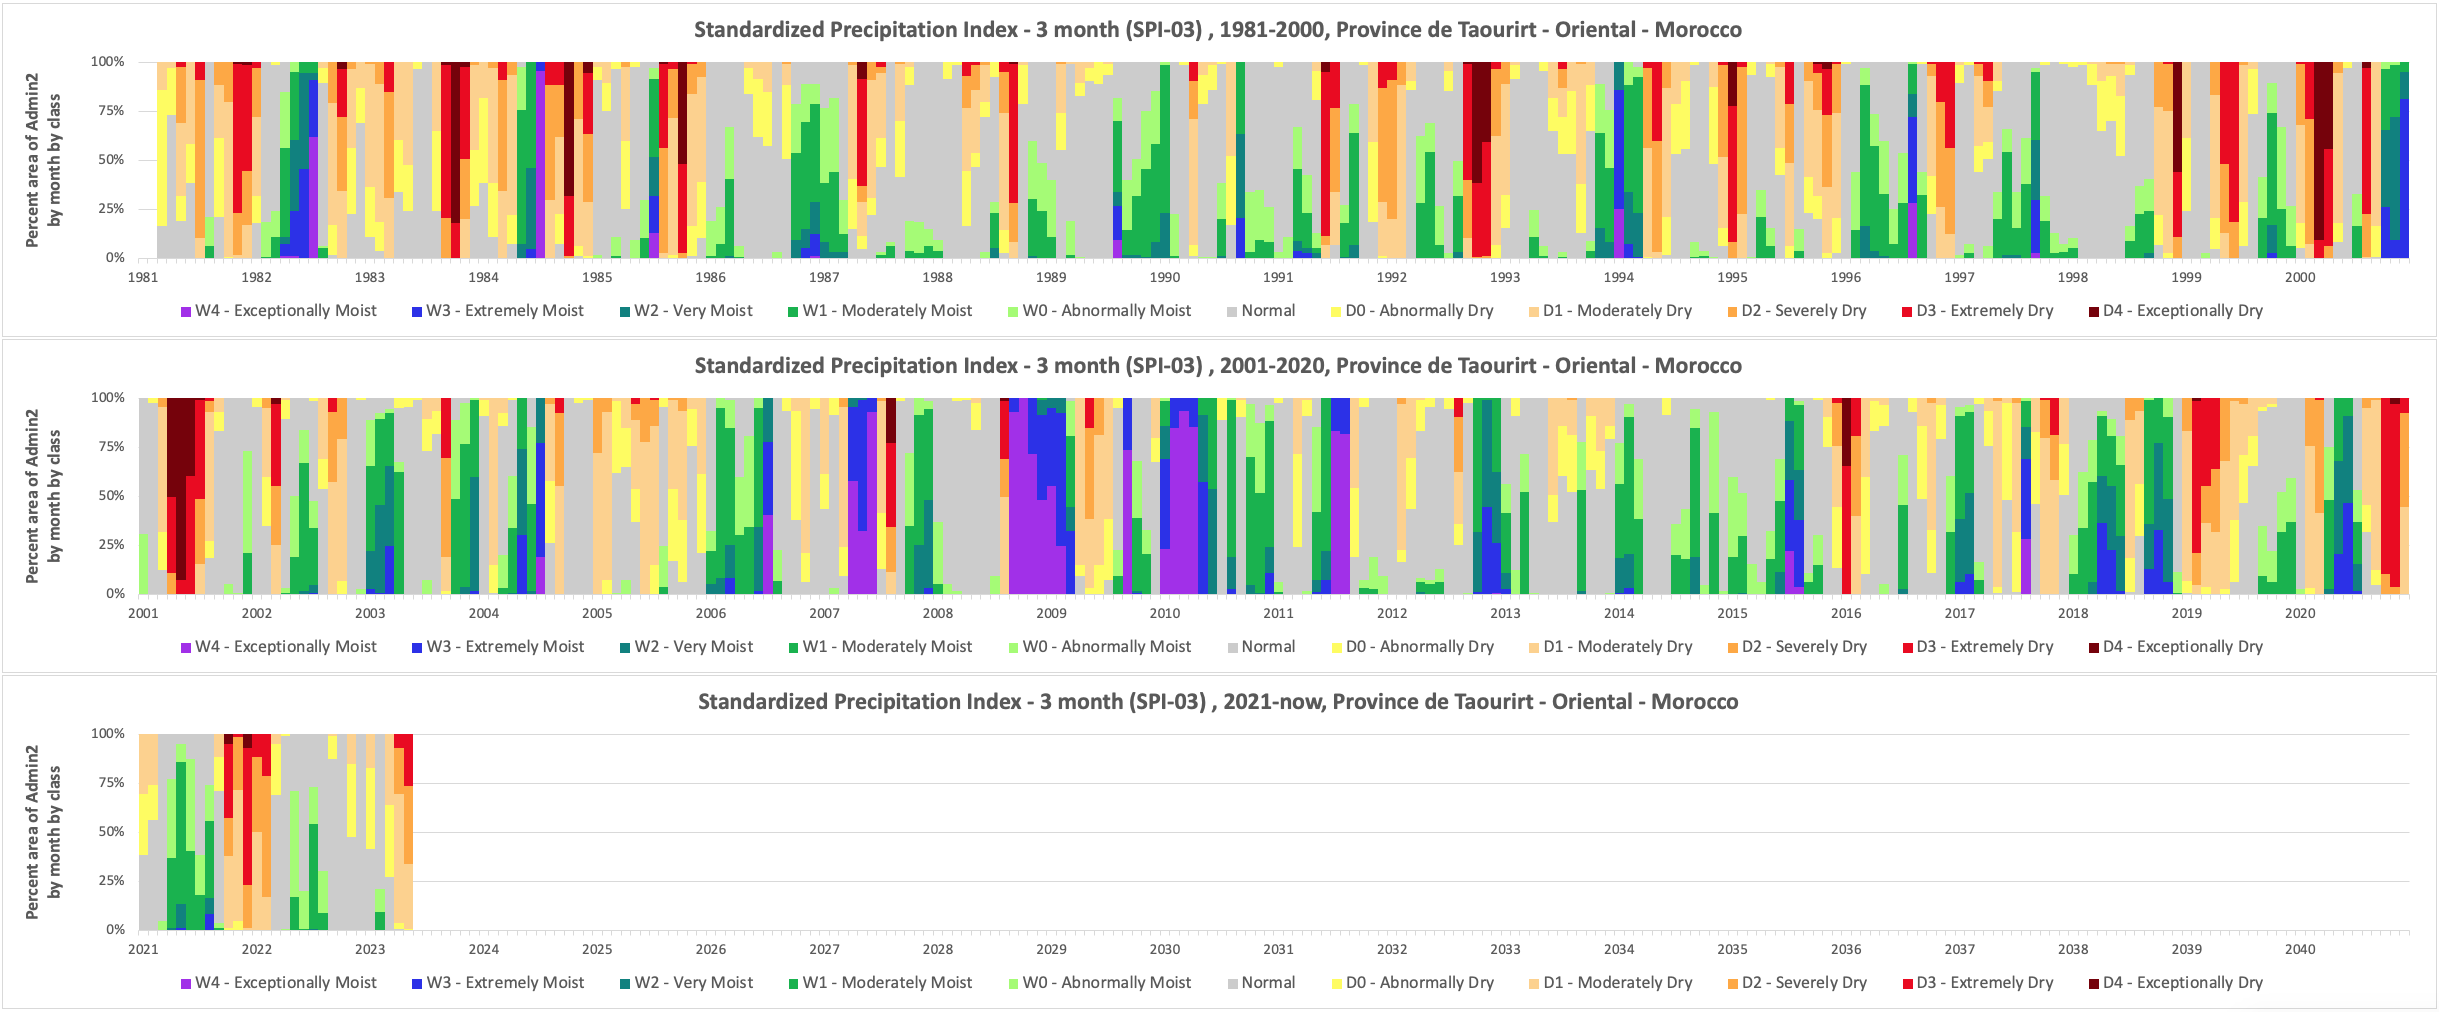 Standardized Precipitation Index - 3 month (SPI-03) , 1981-2000, Province de Taourirt - Oriental - Morocco
Percent area of Admin2
by month by class
100%
75%
50%
25%
0%
1981 1982 1983 1984 1985 1986 1987 1988 1989 1990 1991 1992 1993 1994 1995 1996 1997 1998 1999 2000
W4 - Exceptionally Moist W3 - Extremely Moist W2 - Very Moist W1 - Moderately Moist W0 - Abnormally Moist Normal D0 - Abnormally Dry D1 - Moderately Dry D2 - Severely Dry D3 - Extremely Dry D4 - Exceptionally Dry
Standardized Precipitation Index - 3 month (SPI-03) , 2001-2020, Province de Taourirt - Oriental - Morocco
Percent area of Admin2
by month by class
100%
75%
50%
25%
0%
2001 2002 2003 2004 2005 2006 2007 2008 2009 2010 2011 2012 2013 2014 2015 2016 2017 2018 2019 2020
W4 - Exceptionally Moist W3 - Extremely Moist W2 - Very Moist W1 - Moderately Moist W0 - Abnormally Moist Normal D0 - Abnormally Dry D1 - Moderately Dry D2 - Severely Dry D3 - Extremely Dry D4 - Exceptionally Dry
Standardized Precipitation Index - 3 month (SPI-03) , 2021-now, Province de Taourirt - Oriental - Morocco
Percent area of Admin2
by month by class
100%
75%
50%
25%
0%
2021 2022 2023 2024 2025 2026 2027 2028 2029 2030 2031 2032 2033 2034 2035 2036 2037 2038 2039 2040
W4 - Exceptionally Moist W3 - Extremely Moist W2 - Very Moist W1 - Moderately Moist W0 - Abnormally Moist Normal D0 - Abnormally Dry D1 - Moderately Dry D2 - Severely Dry D3 - Extremely Dry D4 - Exceptionally Dry